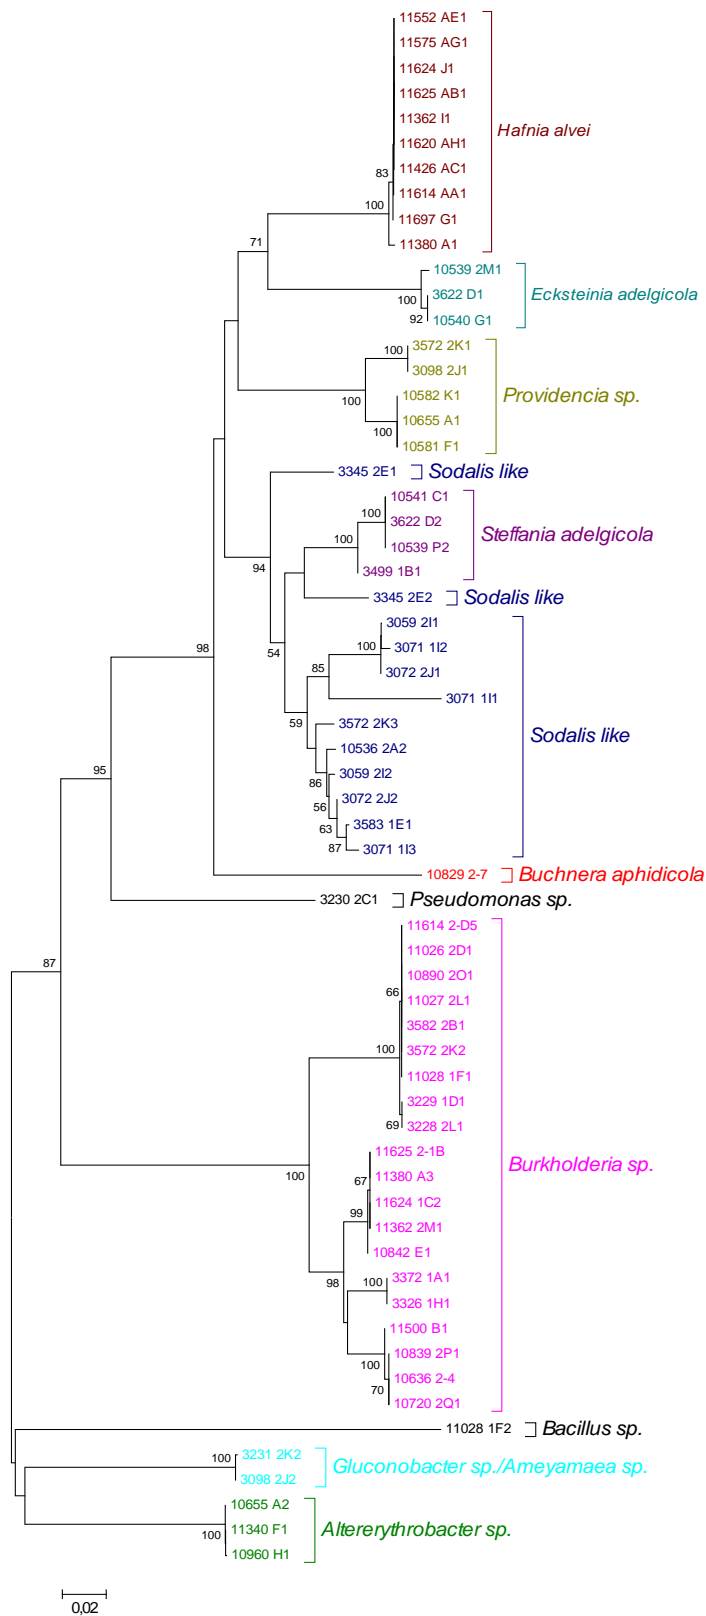 11552 AE1
11575 AG1
11624 J1
11625 AB1
11362 I1
Hafnia alvei
11620 AH1
11426 AC1
83
11614 AA1
100
11697 G1
11380 A1
71
10539 2M1
3622 D1
Ecksteinia adelgicola
100
92
10540 G1
3572 2K1
100
3098 2J1
100
10582 K1
Providencia sp.
10655 A1
100
10581 F1
3345 2E1
Sodalis like
10541 C1
100
3622 D2
Steffania adelgicola
100
10539 P2
94
3499 1B1
3345 2E2
Sodalis like
3059 2I1
98
54
100
3071 1I2
85
3072 2J1
3071 1I1
59
3572 2K3
Sodalis like
10536 2A2
95
86
3059 2I2
56
3072 2J2
63
3583 1E1
87
3071 1I3
10829 2-7
Buchnera aphidicola
3230 2C1
Pseudomonas sp.
11614 2-D5
11026 2D1
87
10890 2O1
66
11027 2L1
3582 2B1
100
3572 2K2
11028 1F1
3229 1D1
69
3228 2L1
11625 2-1B
Burkholderia sp.
100
67
11380 A3
11624 1C2
99
11362 2M1
10842 E1
98
100
3372 1A1
3326 1H1
11500 B1
10839 2P1
100
10636 2-4
70
10720 2Q1
11028 1F2
Bacillus sp.
100
3231 2K2
Gluconobacter sp./Ameyamaea sp.
3098 2J2
10655 A2
11340 F1
Altererythrobacter sp.
100
10960 H1
0,02